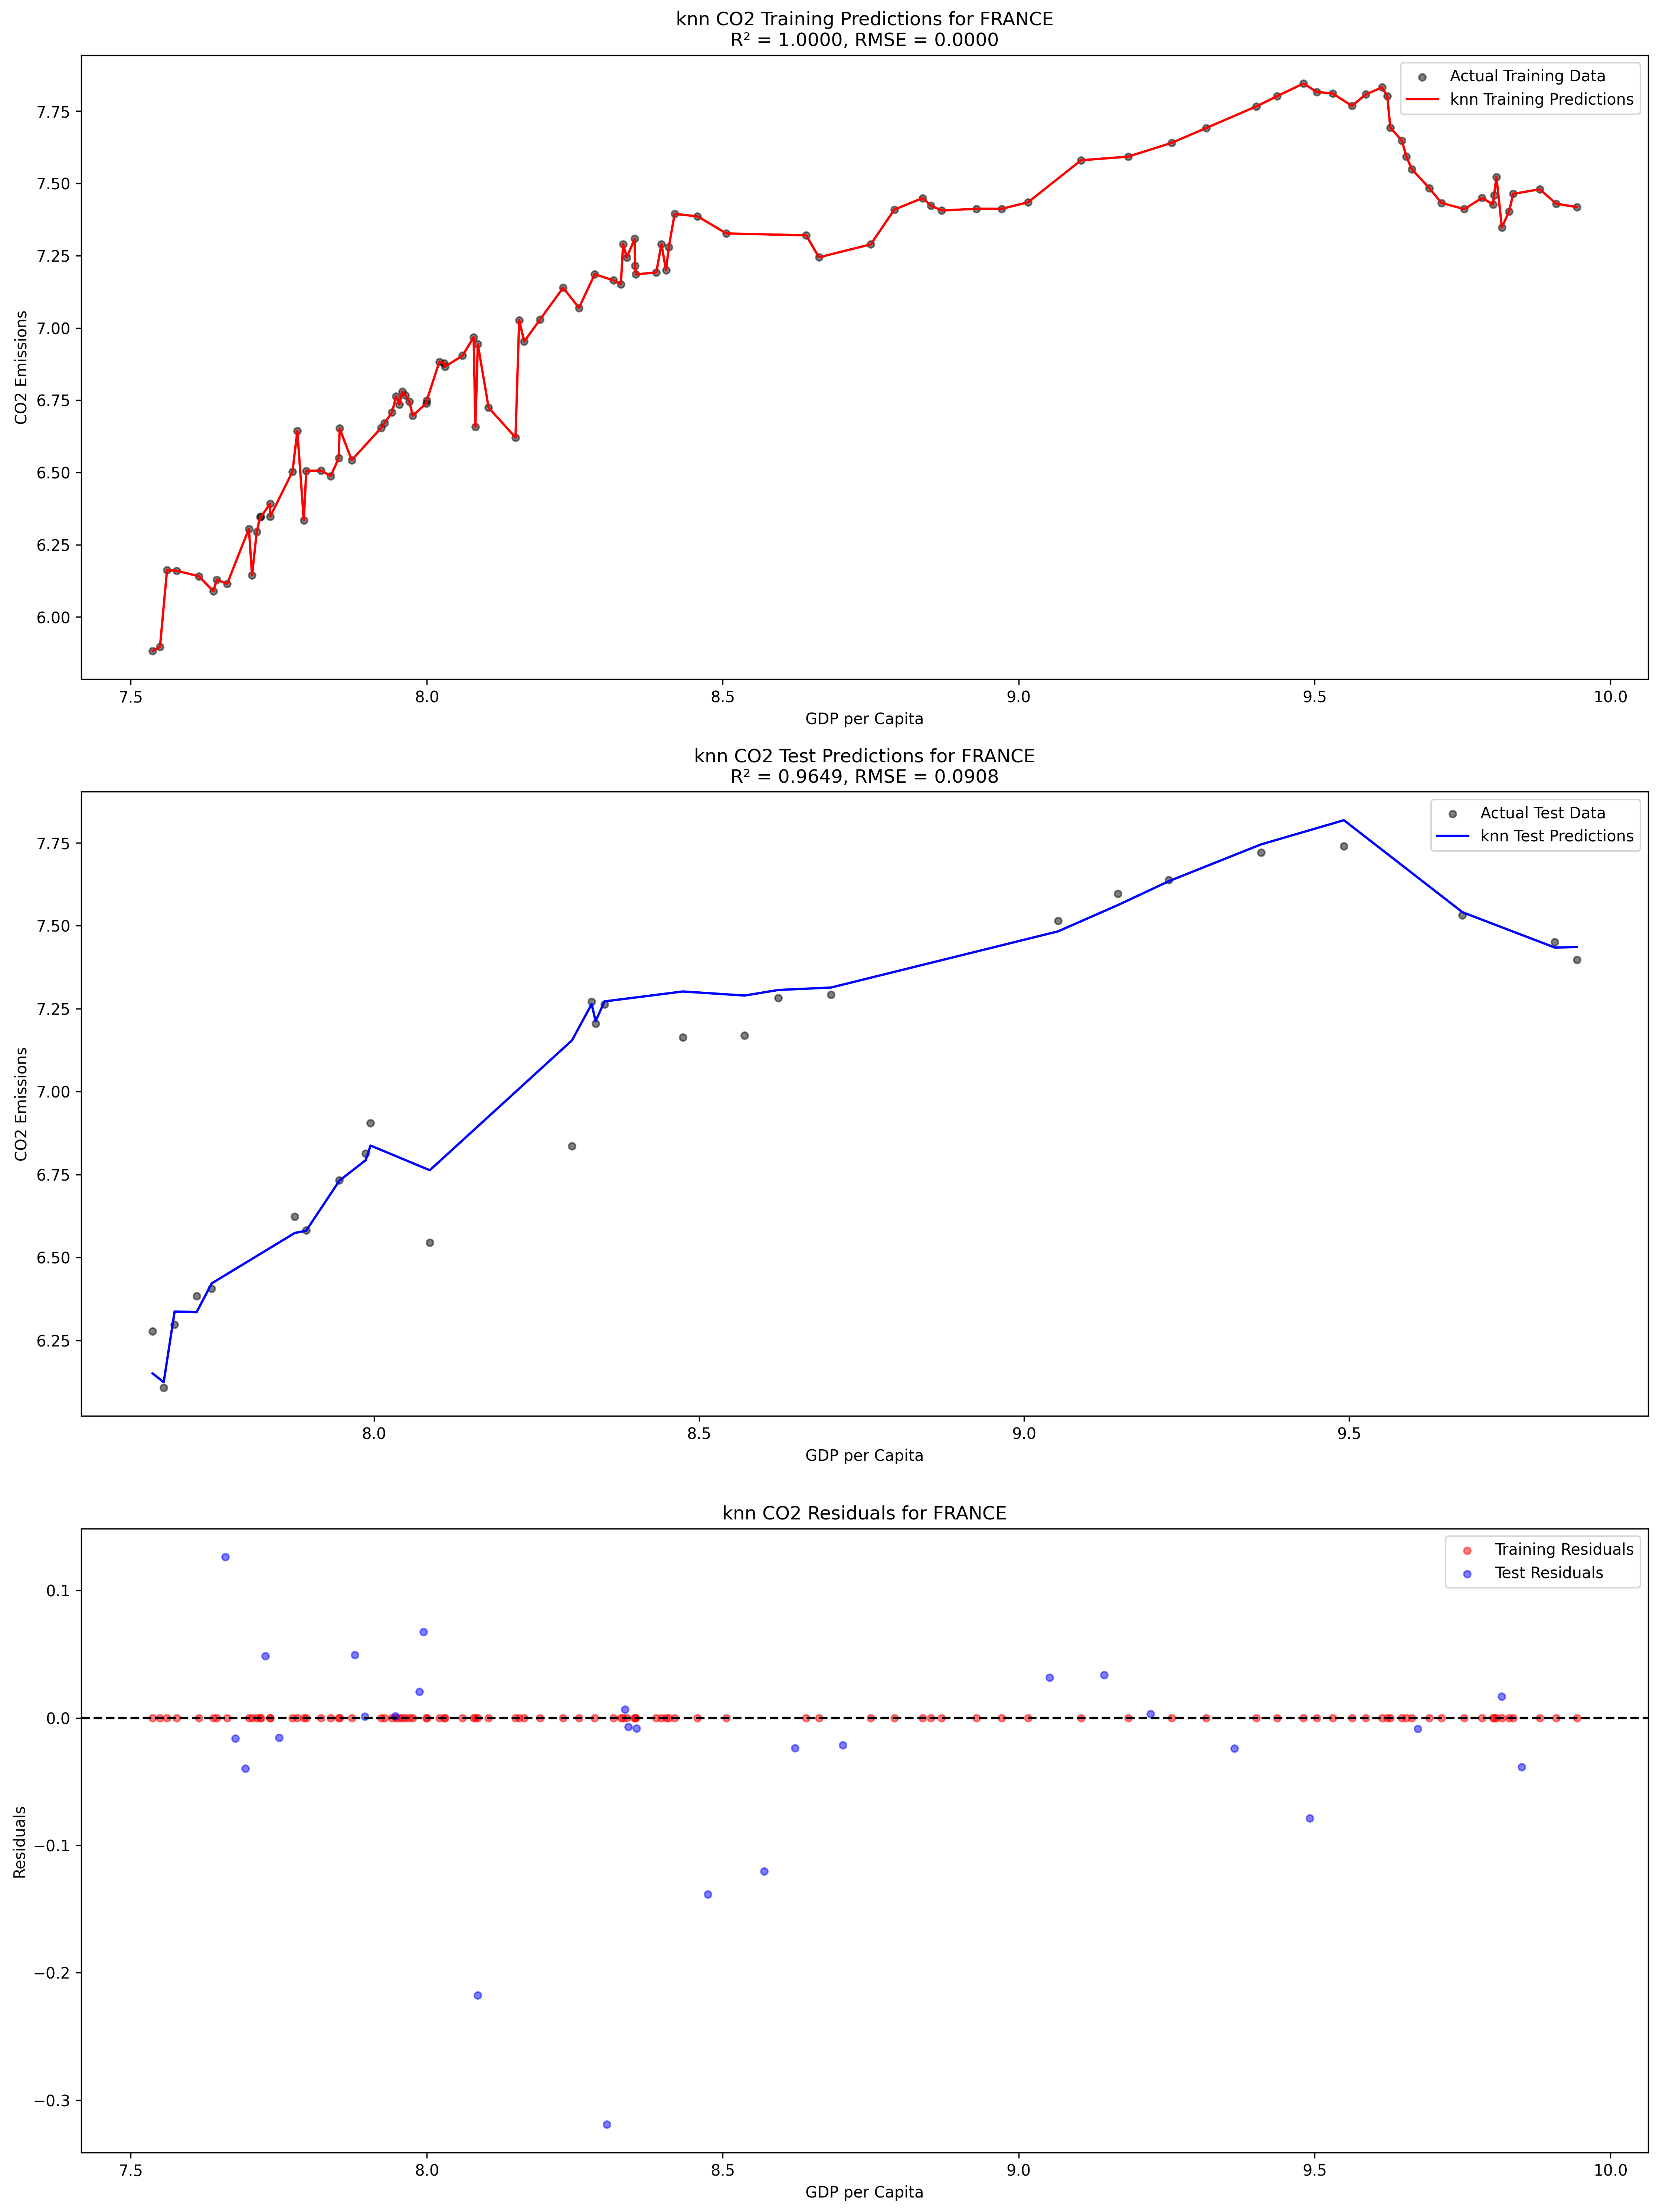 knn CO2 Training Predictions for FRANCE
R² = 1.0000, RMSE = 0.0000
Actual Training Data
knn Training Predictions
CO2 Emissions
7.75
7.50
7.25
7.00
6.75
6.50
6.25
6.00
7.5 8.0 8.5 9.0 9.5 10.0
GDP per Capita
knn CO2 Test Predictions for FRANCE
R² = 0.9649, RMSE = 0.0908
Actual Test Data
knn Test Predictions
CO2 Emissions
7.75
7.50
7.25
7.00
6.75
6.50
6.25
8.0 8.5 9.0 9.5
GDP per Capita
knn CO2 Residuals for FRANCE
Training Residuals
Test Residuals
Residuals
0.1
0.0
−0.1
−0.2
−0.3
7.5 8.0 8.5 9.0 9.5 10.0
GDP per Capita